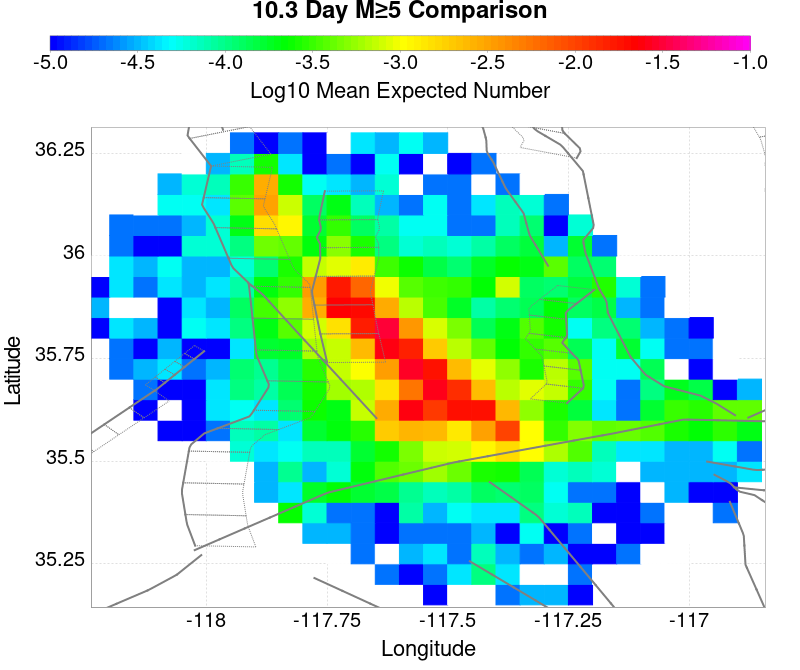 10.3 Day M≥5 Comparison
-5.0 -4.5 -4.0 -3.5 -3.0 -2.5 -2.0 -1.5 -1.0
Log10 Mean Expected Number
36.25
36
35.75
35.5
35.25
Latitude
-118 -117.75 -117.5 -117.25 -117
Longitude